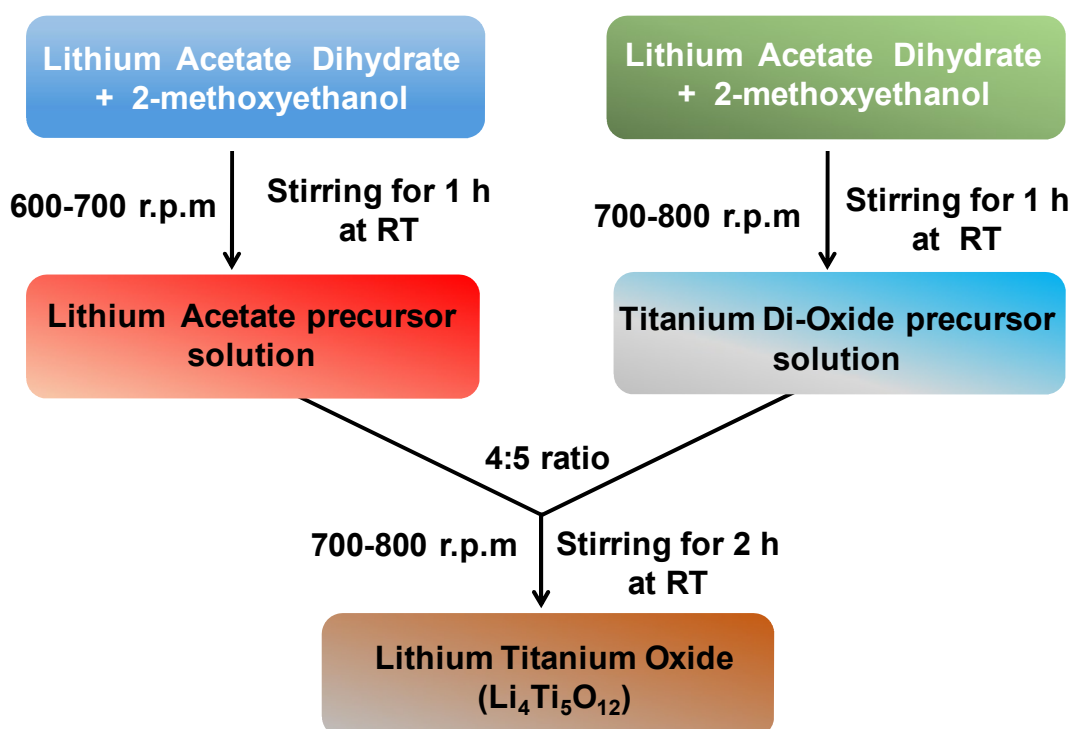 Lithium Acetate Dihydrate
+ 2-methoxyethanol
Lithium Acetate Dihydrate
+ 2-methoxyethanol
600-700 r.p.m
Stirring for 1 h
at RT
700-800 r.p.m
Stirring for 1 h
at RT
Lithium Acetate precursor
solution
Titanium Di-Oxide precursor
solution
4:5 ratio
700-800 r.p.m
Stirring for 2 h
at RT
Lithium Titanium Oxide
(Li₄Ti₅O₁₂)